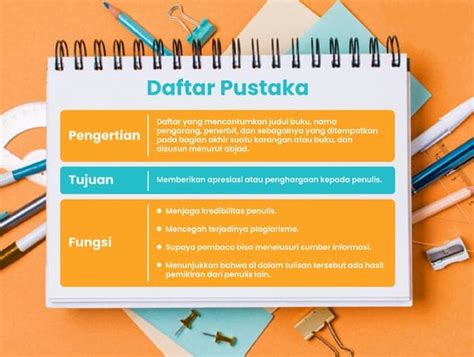 Daftar Pustaka
Pengertian
Daftar yang mencantumkan judul buku, nama
pengarang, penerbit, dan sebagainya yang ditempatkan
pada bagian akhir suatu karangan atau buku, dan
disusun menurut abjad.
Tujuan
Memberikan apresiasi atau penghargaan kepada penulis.
Fungsi
• Menjaga kredibilitas penulis.
• Mencegah terjadinya plagiarisme.
• Supaya pembaca bisa menelusuri sumber informasi.
• Menunjukkan bahwa di dalam tulisan tersebut ada hasil
pemikiran dari penulis lain.